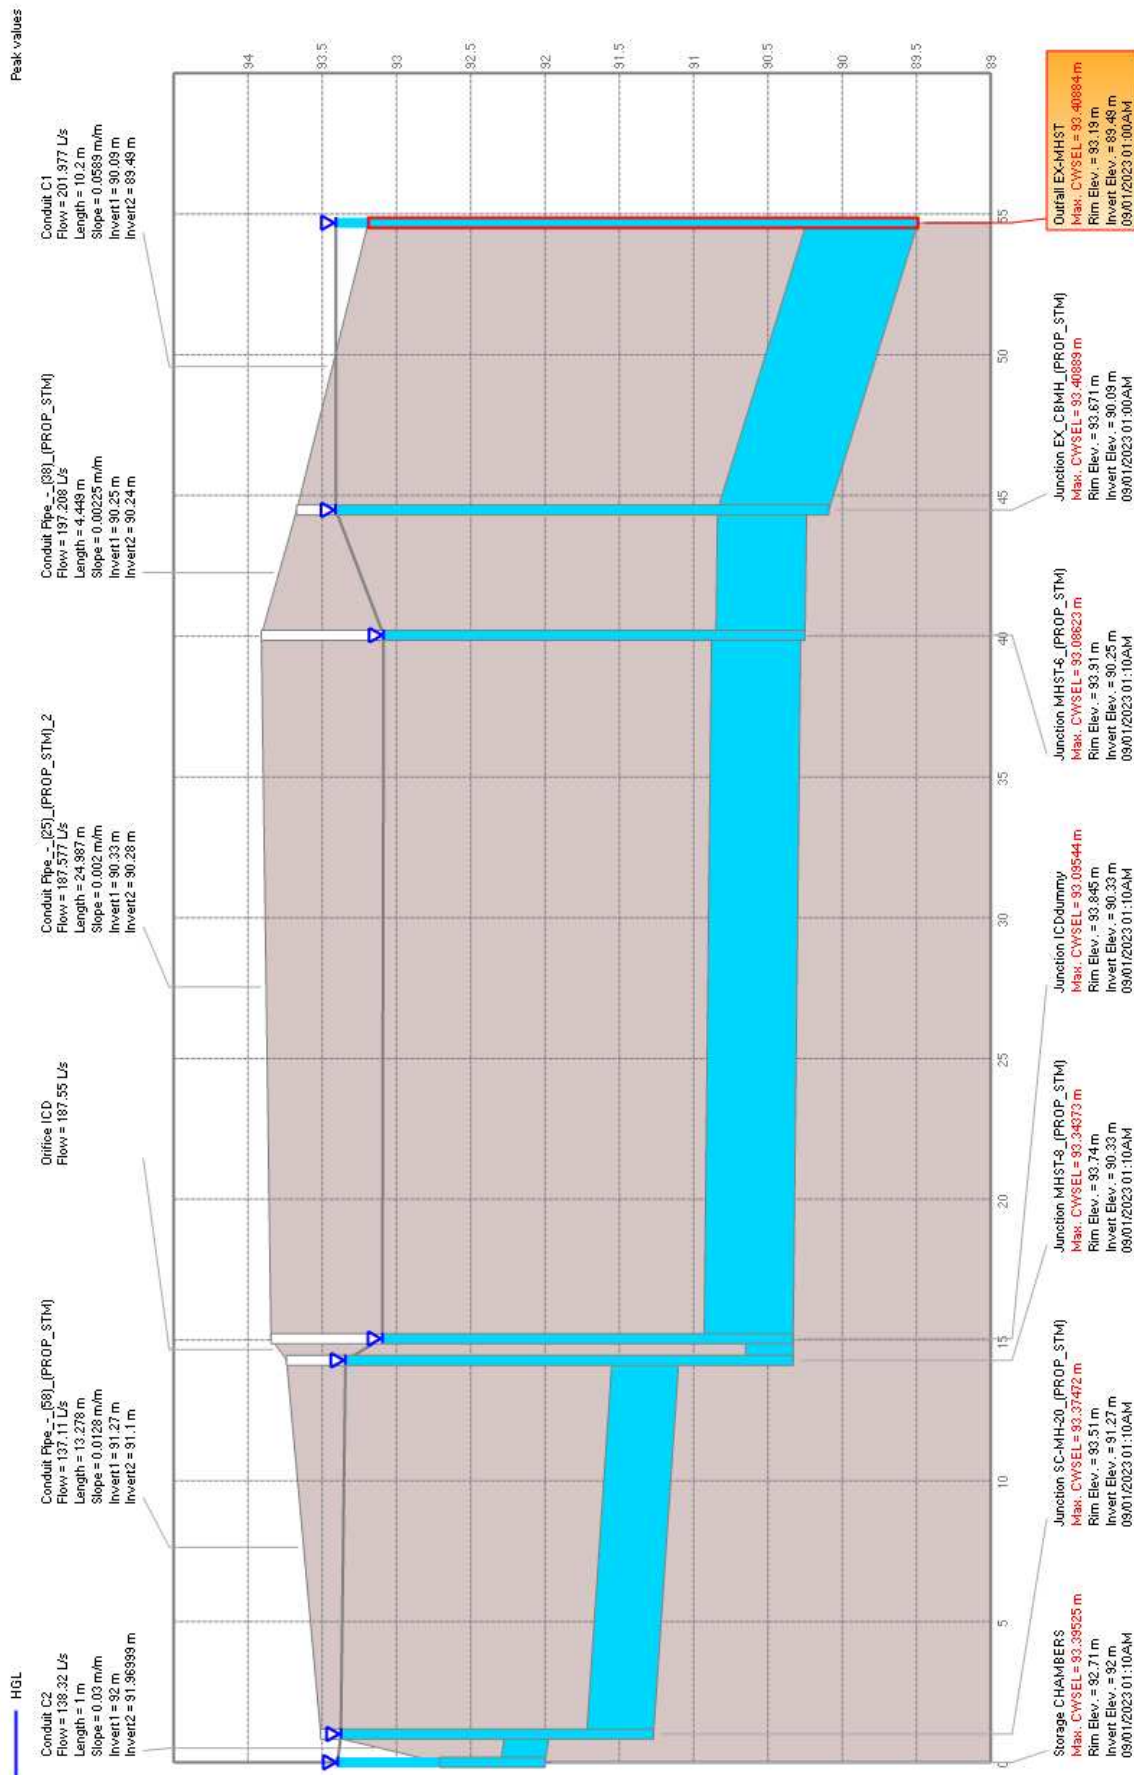 HGL
Peak values
Conduit C2
Flow = 138.32 L/s
Length = 1 m
Slope = 0.03 m/m
Invert1 = 92 m
Invert2 = 91.96999 m
Conduit Pipe_-_(58)_(PROP_STM)
Flow = 137.11 L/s
Length = 13.278 m
Slope = 0.0128 m/m
Invert1 = 91.27 m
Invert2 = 91.1 m
Orifice ICD
Flow = 187.55 L/s
Conduit Pipe_-_(25)_(PROP_STM)_2
Flow = 187.577 L/s
Length = 24.987 m
Slope = 0.002 m/m
Invert1 = 90.33 m
Invert2 = 90.28 m
Conduit Pipe_-_(38)_(PROP_STM)
Flow = 197.208 L/s
Length = 4.449 m
Slope = 0.00225 m/m
Invert1 = 90.25 m
Invert2 = 90.24 m
Conduit C1
Flow = 201.977 L/s
Length = 10.2 m
Slope = 0.0589 m/m
Invert1 = 90.09 m
Invert2 = 89.49 m
94
93.5
93
92.5
92
91.5
91
90.5
90
89.5
89
0
5
10
15
20
25
30
35
40
45
50
55
Storage CHAMBERS
Max. CWSEL = 93.39525 m
Rim Elev. = 92.71 m
Invert Elev. = 92 m
09/01/2023 01:10AM
Junction SC-MH-20_(PROP_STM)
Max. CWSEL = 93.37472 m
Rim Elev. = 93.51 m
Invert Elev. = 91.27 m
09/01/2023 01:10AM
Junction MHST-8_(PROP_STM)
Max. CWSEL = 93.34373 m
Rim Elev. = 93.74 m
Invert Elev. = 90.33 m
09/01/2023 01:10AM
Junction ICDdummy
Max. CWSEL = 93.09544 m
Rim Elev. = 93.845 m
Invert Elev. = 90.33 m
09/01/2023 01:10AM
Junction MHST-6_(PROP_STM)
Max. CWSEL = 93.08623 m
Rim Elev. = 93.91 m
Invert Elev. = 90.25 m
09/01/2023 01:10AM
Junction EX_CBMH_(PROP_STM)
Max. CWSEL = 93.40889 m
Rim Elev. = 93.671 m
Invert Elev. = 90.09 m
09/01/2023 01:00AM
Outfall EX-MHST
Max. CWSEL = 93.40884 m
Rim Elev. = 93.19 m
Invert Elev. = 89.49 m
09/01/2023 01:00AM